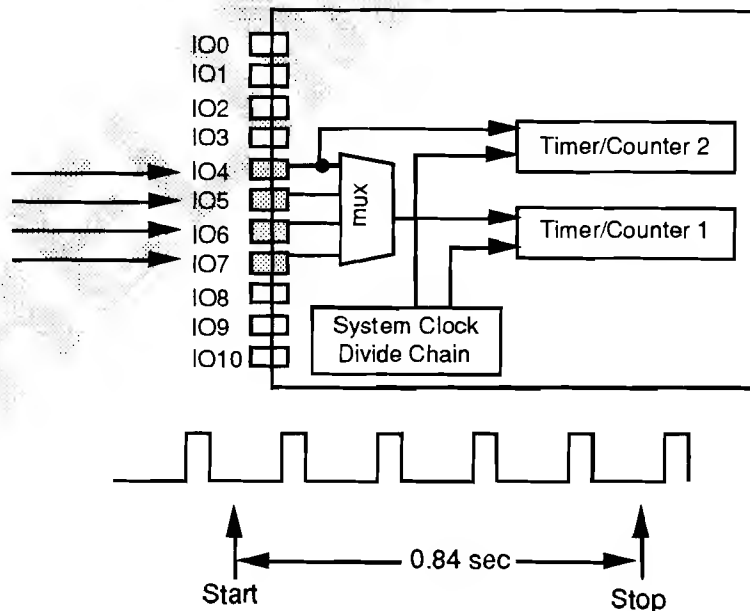 IO0
IO1
IO2
IO3
IO4
IO5
IO6
IO7
IO8
IO9
IO10
mux
Timer/Counter 2
Timer/Counter 1
System Clock
Divide Chain
0.84 sec
Start
Stop